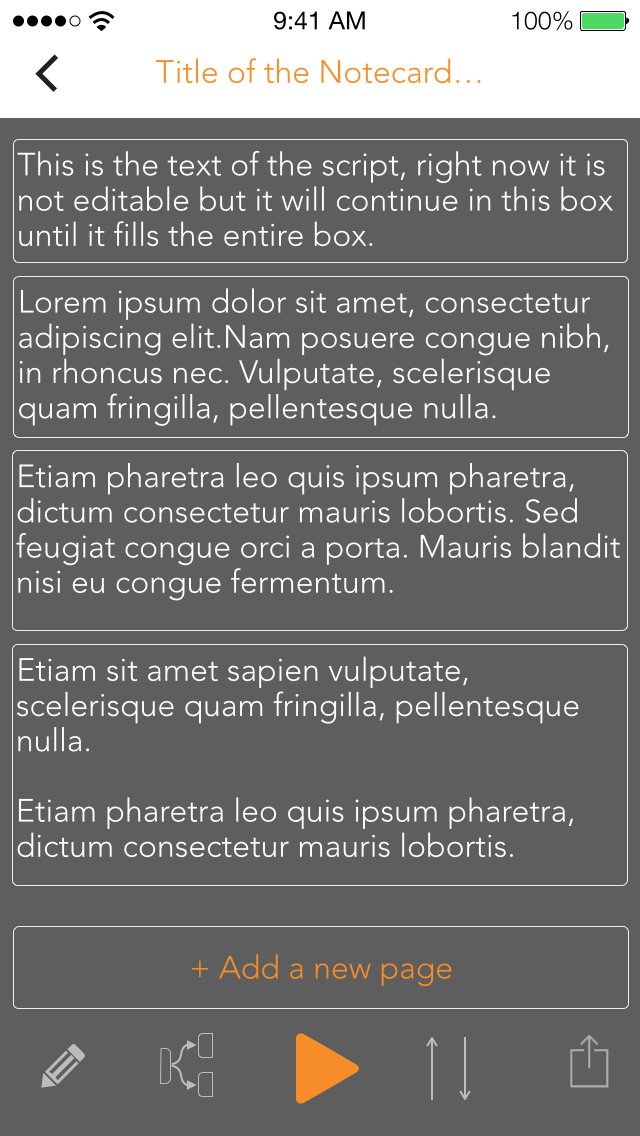 9:41 AM
100%
Title of the Notecard...
This is the text of the script, right now it is
not editable but it will continue in this box
until it fills the entire box.
Lorem ipsum dolor sit amet, consectetur
adipiscing elit.Nam posuere congue nibh,
in rhoncus nec. Vulputate, scelerisque
quam fringilla, pellentesque nulla.
Etiam pharetra leo quis ipsum pharetra,
dictum consectetur mauris lobortis. Sed
feugiat congue orci a porta. Mauris blandit
nisi eu congue fermentum.
Etiam sit amet sapien vulputate,
scelerisque quam fringilla, pellentesque
nulla.
Etiam pharetra leo quis ipsum pharetra,
dictum consectetur mauris lobortis.
+ Add a new page